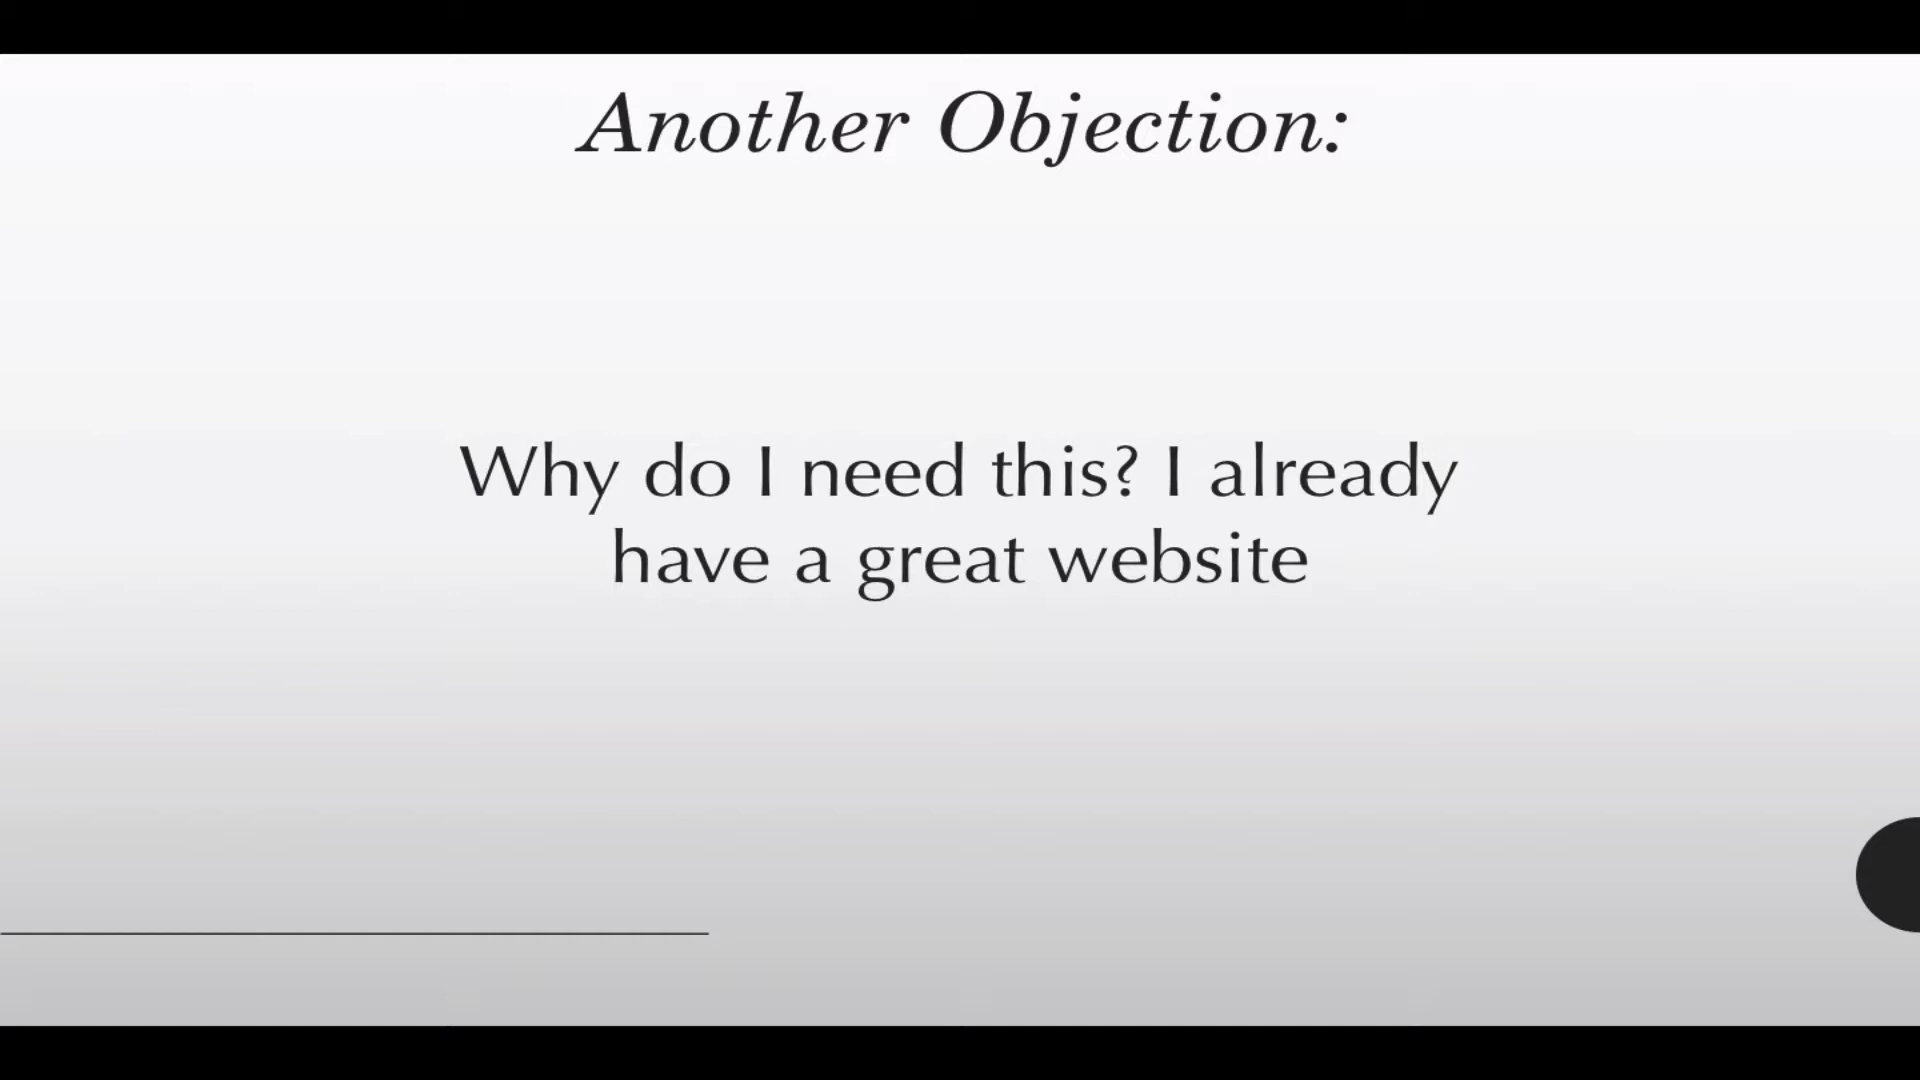 Another Objection:
Why do I need this? I already
have a great website